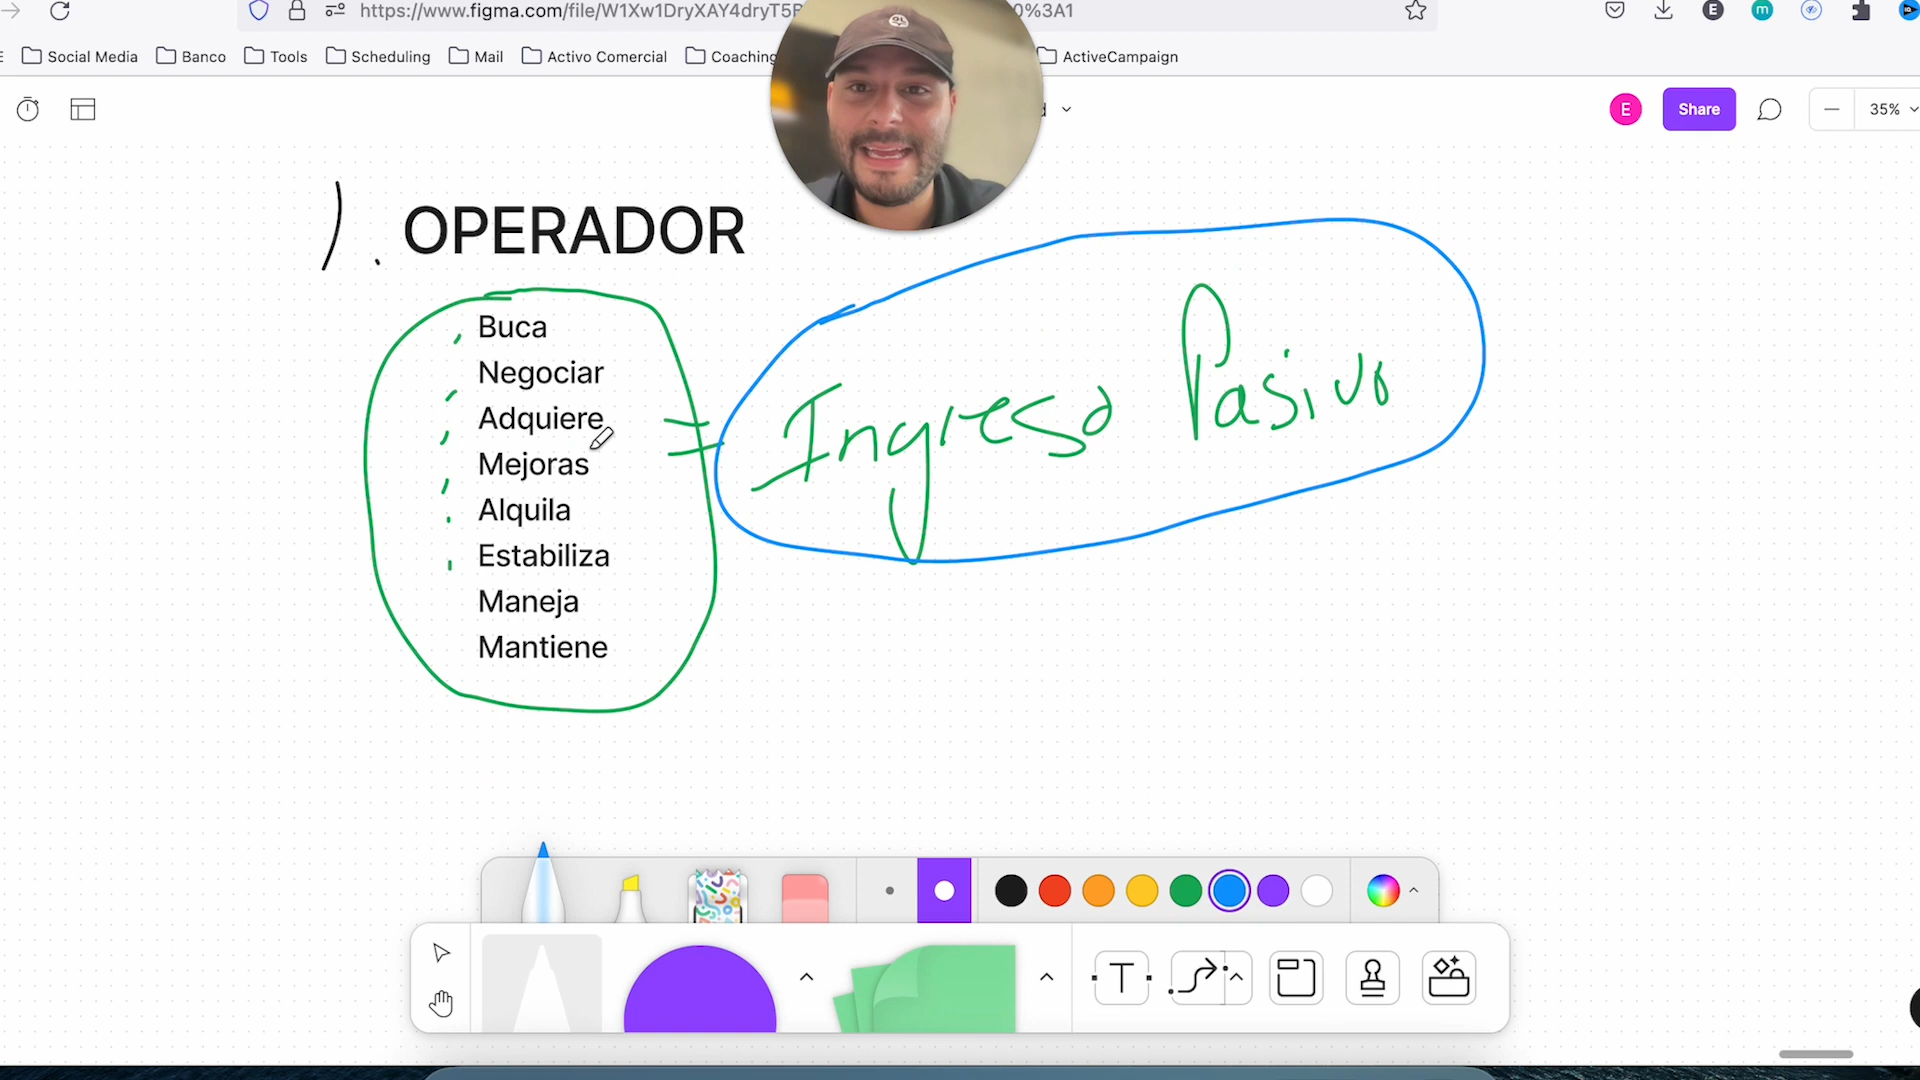 https://www.figma.com/file/W1Xw1DryXAY4dryT5 0%3A1
E
m
Social Media
Banco
Tools
Scheduling
Mail
Activo Comercial
Coaching
ActiveCampaign
E
Share
35%
1. OPERADOR
Buca
Negociar
Adquiere
Mejoras
Alquila
Estabiliza
Maneja
Mantiene
= Ingreso Pasivo
T